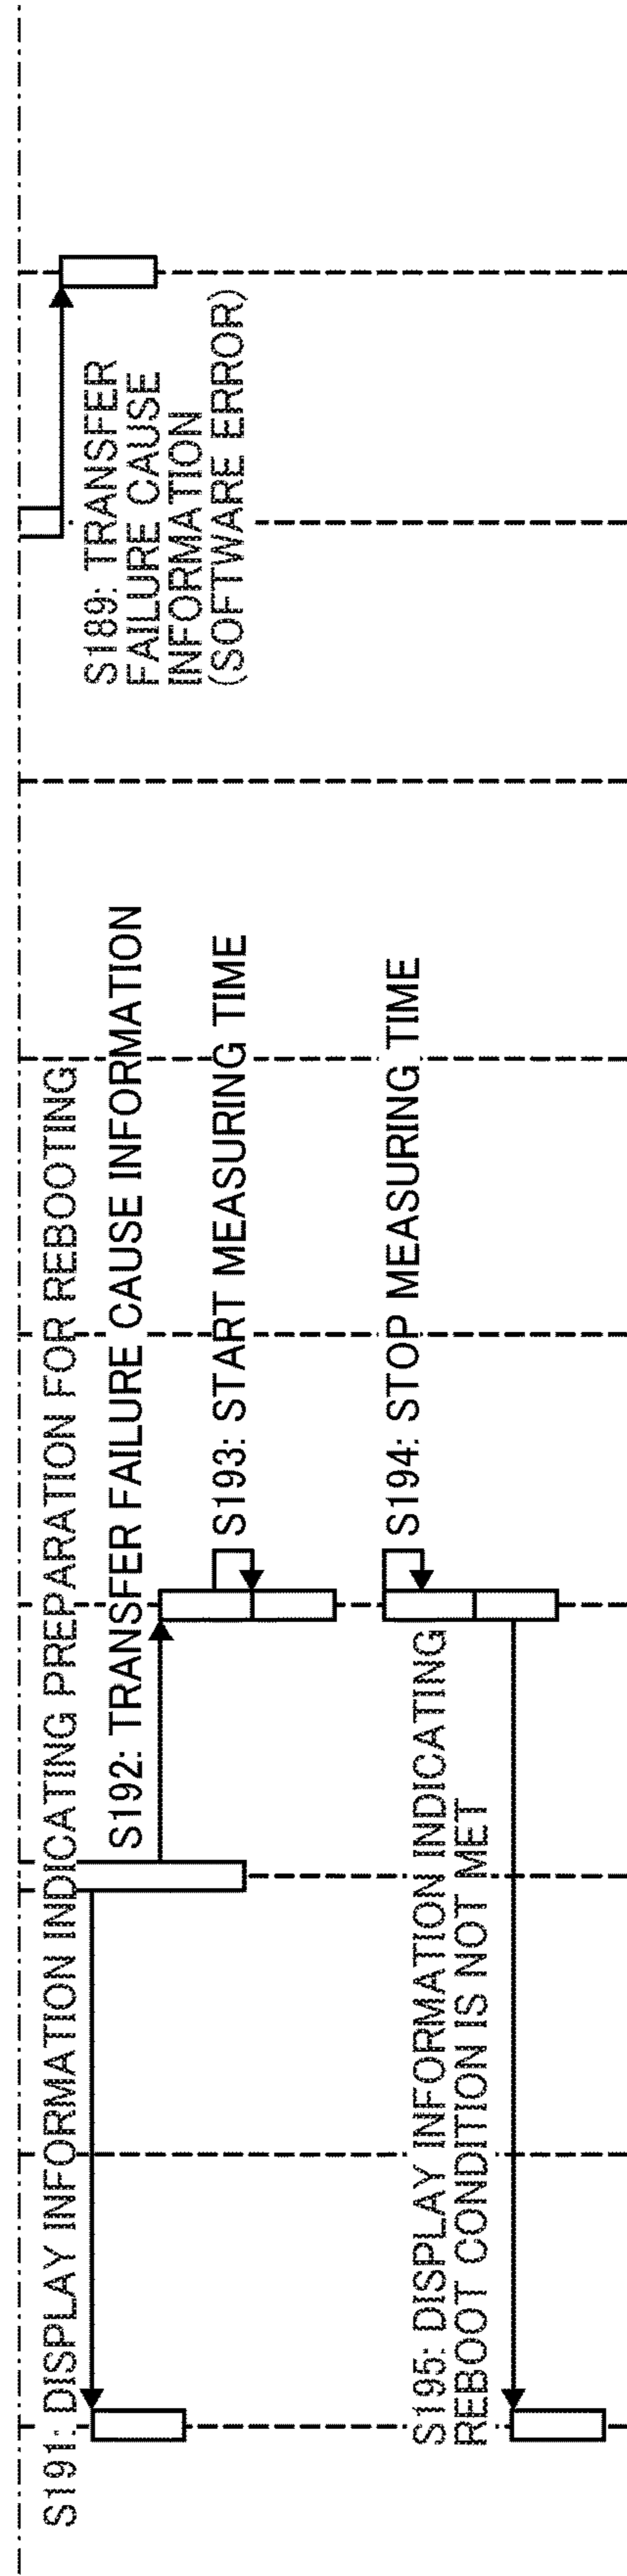 S191: DISPLAY INFORMATION INDICATING PREPARATION FOR REBOOTING
S189: TRANSFER
FAILURE CAUSE
INFORMATION
(SOFTWARE ERROR)
S192: TRANSFER FAILURE CAUSE INFORMATION
S193: START MEASURING TIME
S194: STOP MEASURING TIME
S195: DISPLAY INFORMATION INDICATING
REBOOT CONDITION IS NOT MET